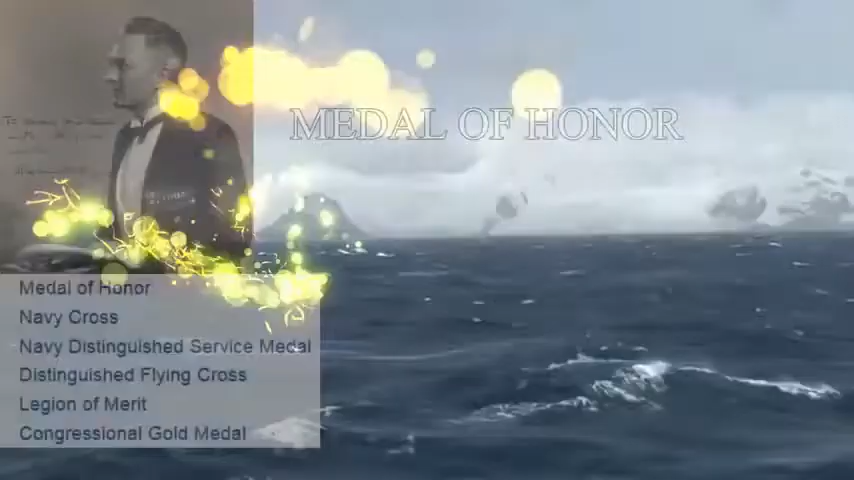 MEDAL OF HONOR
Medal of Honor
Navy Cross
Navy Distinguished Service Medal
Distinguished Flying Cross
Legion of Merit
Congressional Gold Medal